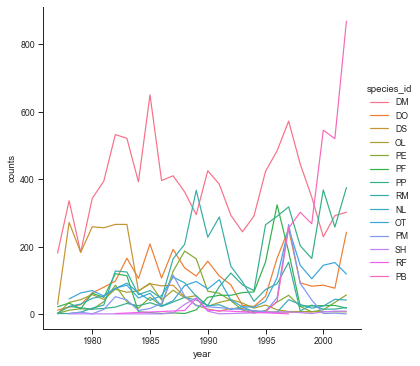 800
600
400
200
0
counts
1980
1985
1990
1995
2000
year
species_id
DM
DO
DS
OL
PE
PF
PP
RM
NL
OT
PM
SH
RF
PB